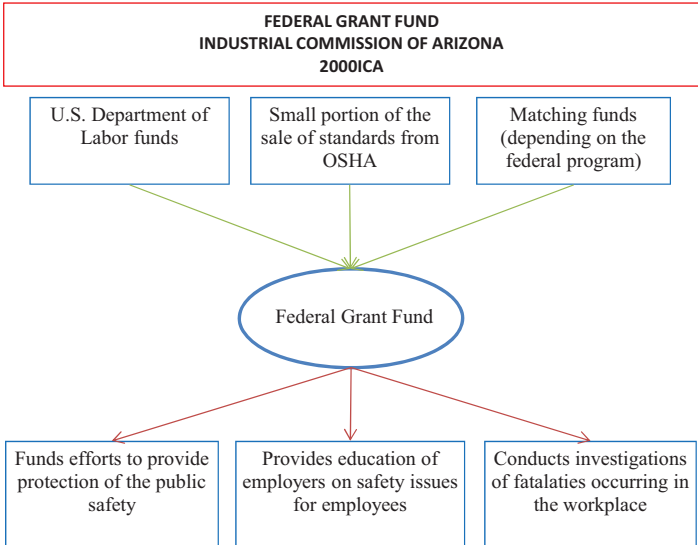 FEDERAL GRANT FUND
INDUSTRIAL COMMISSION OF ARIZONA
2000ICA
U.S. Department of
Labor funds
Small portion of the
sale of standards from
OSHA
Matching funds
(depending on the
federal program)
Federal Grant Fund
Funds efforts to provide
protection of the public
safety
Provides education of
employers on safety issues
for employees
Conducts investigations
of fatalaties occurring in
the workplace